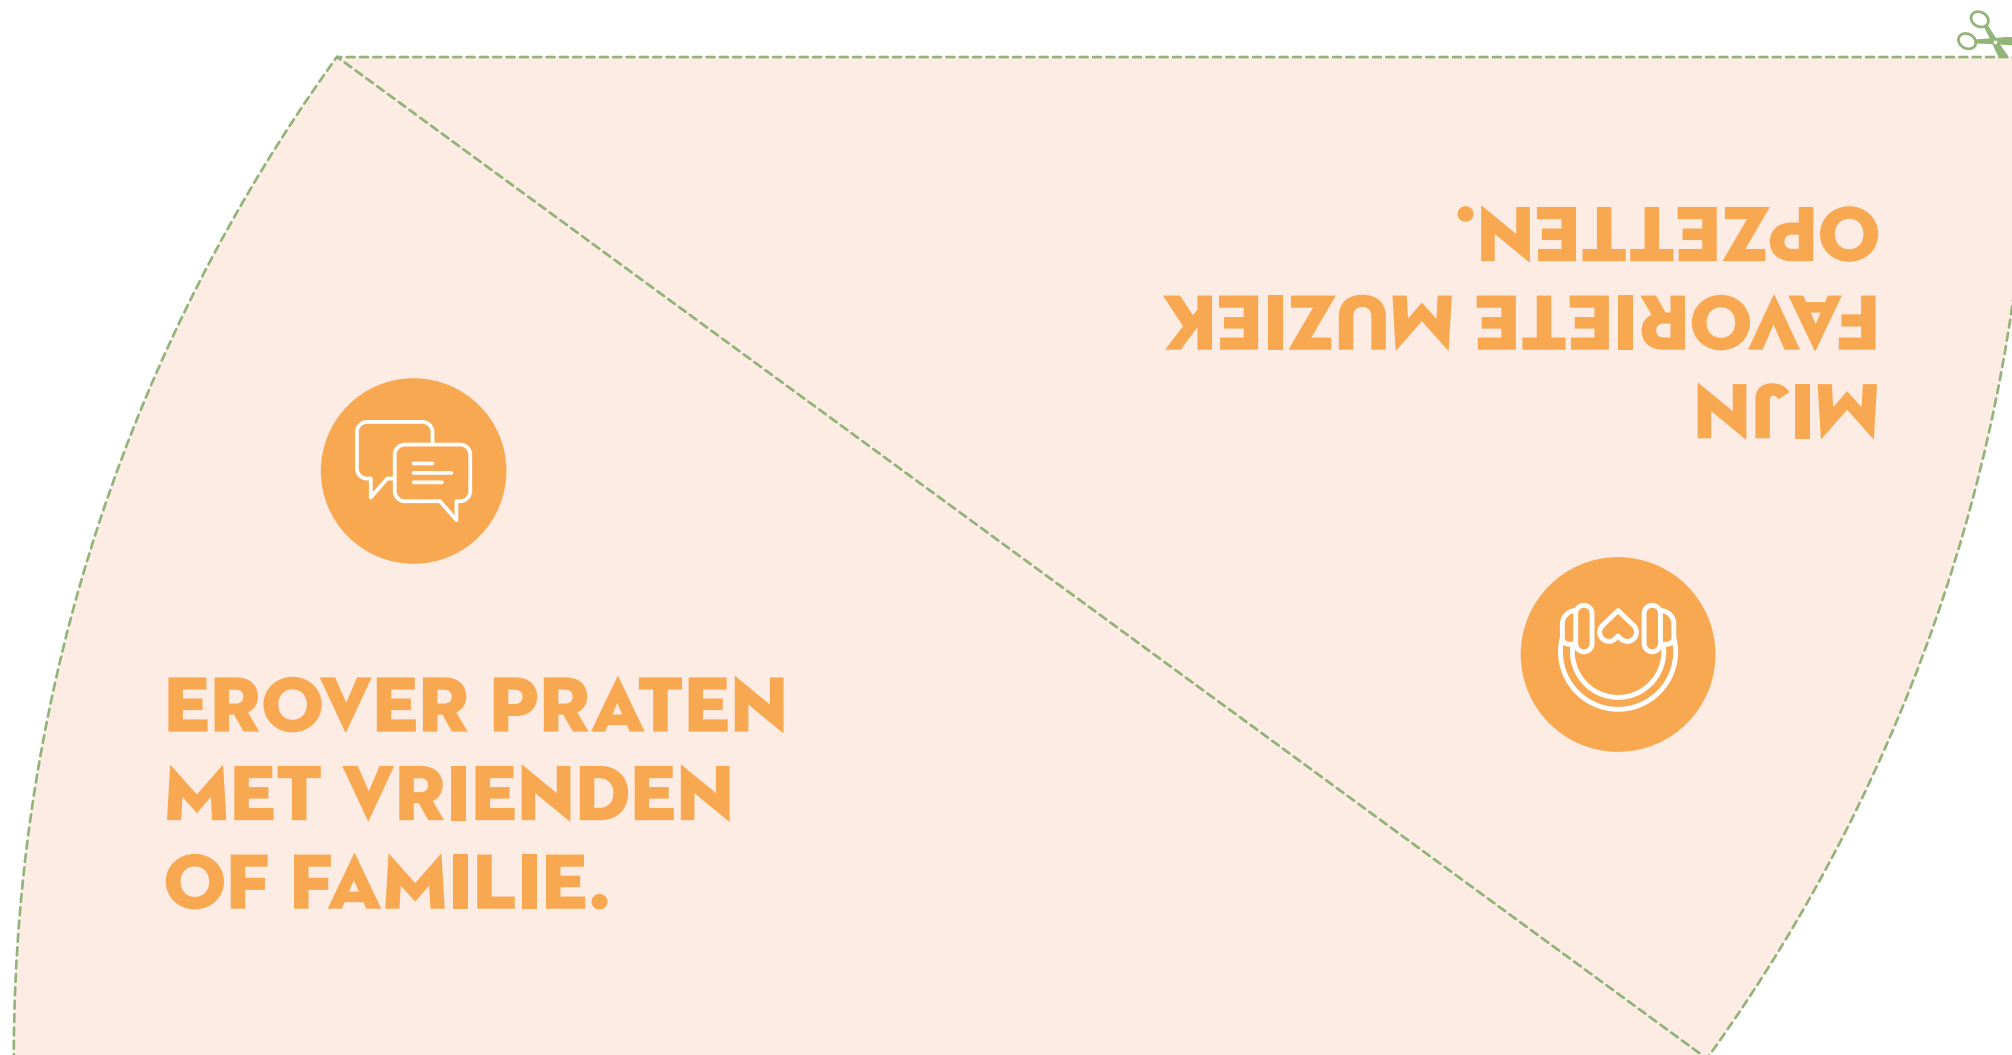 EROVER PRATEN
MET VRIENDEN
OF FAMILIE.
MIJN
FAVORIETE MUZIEK
OPZETTEN.